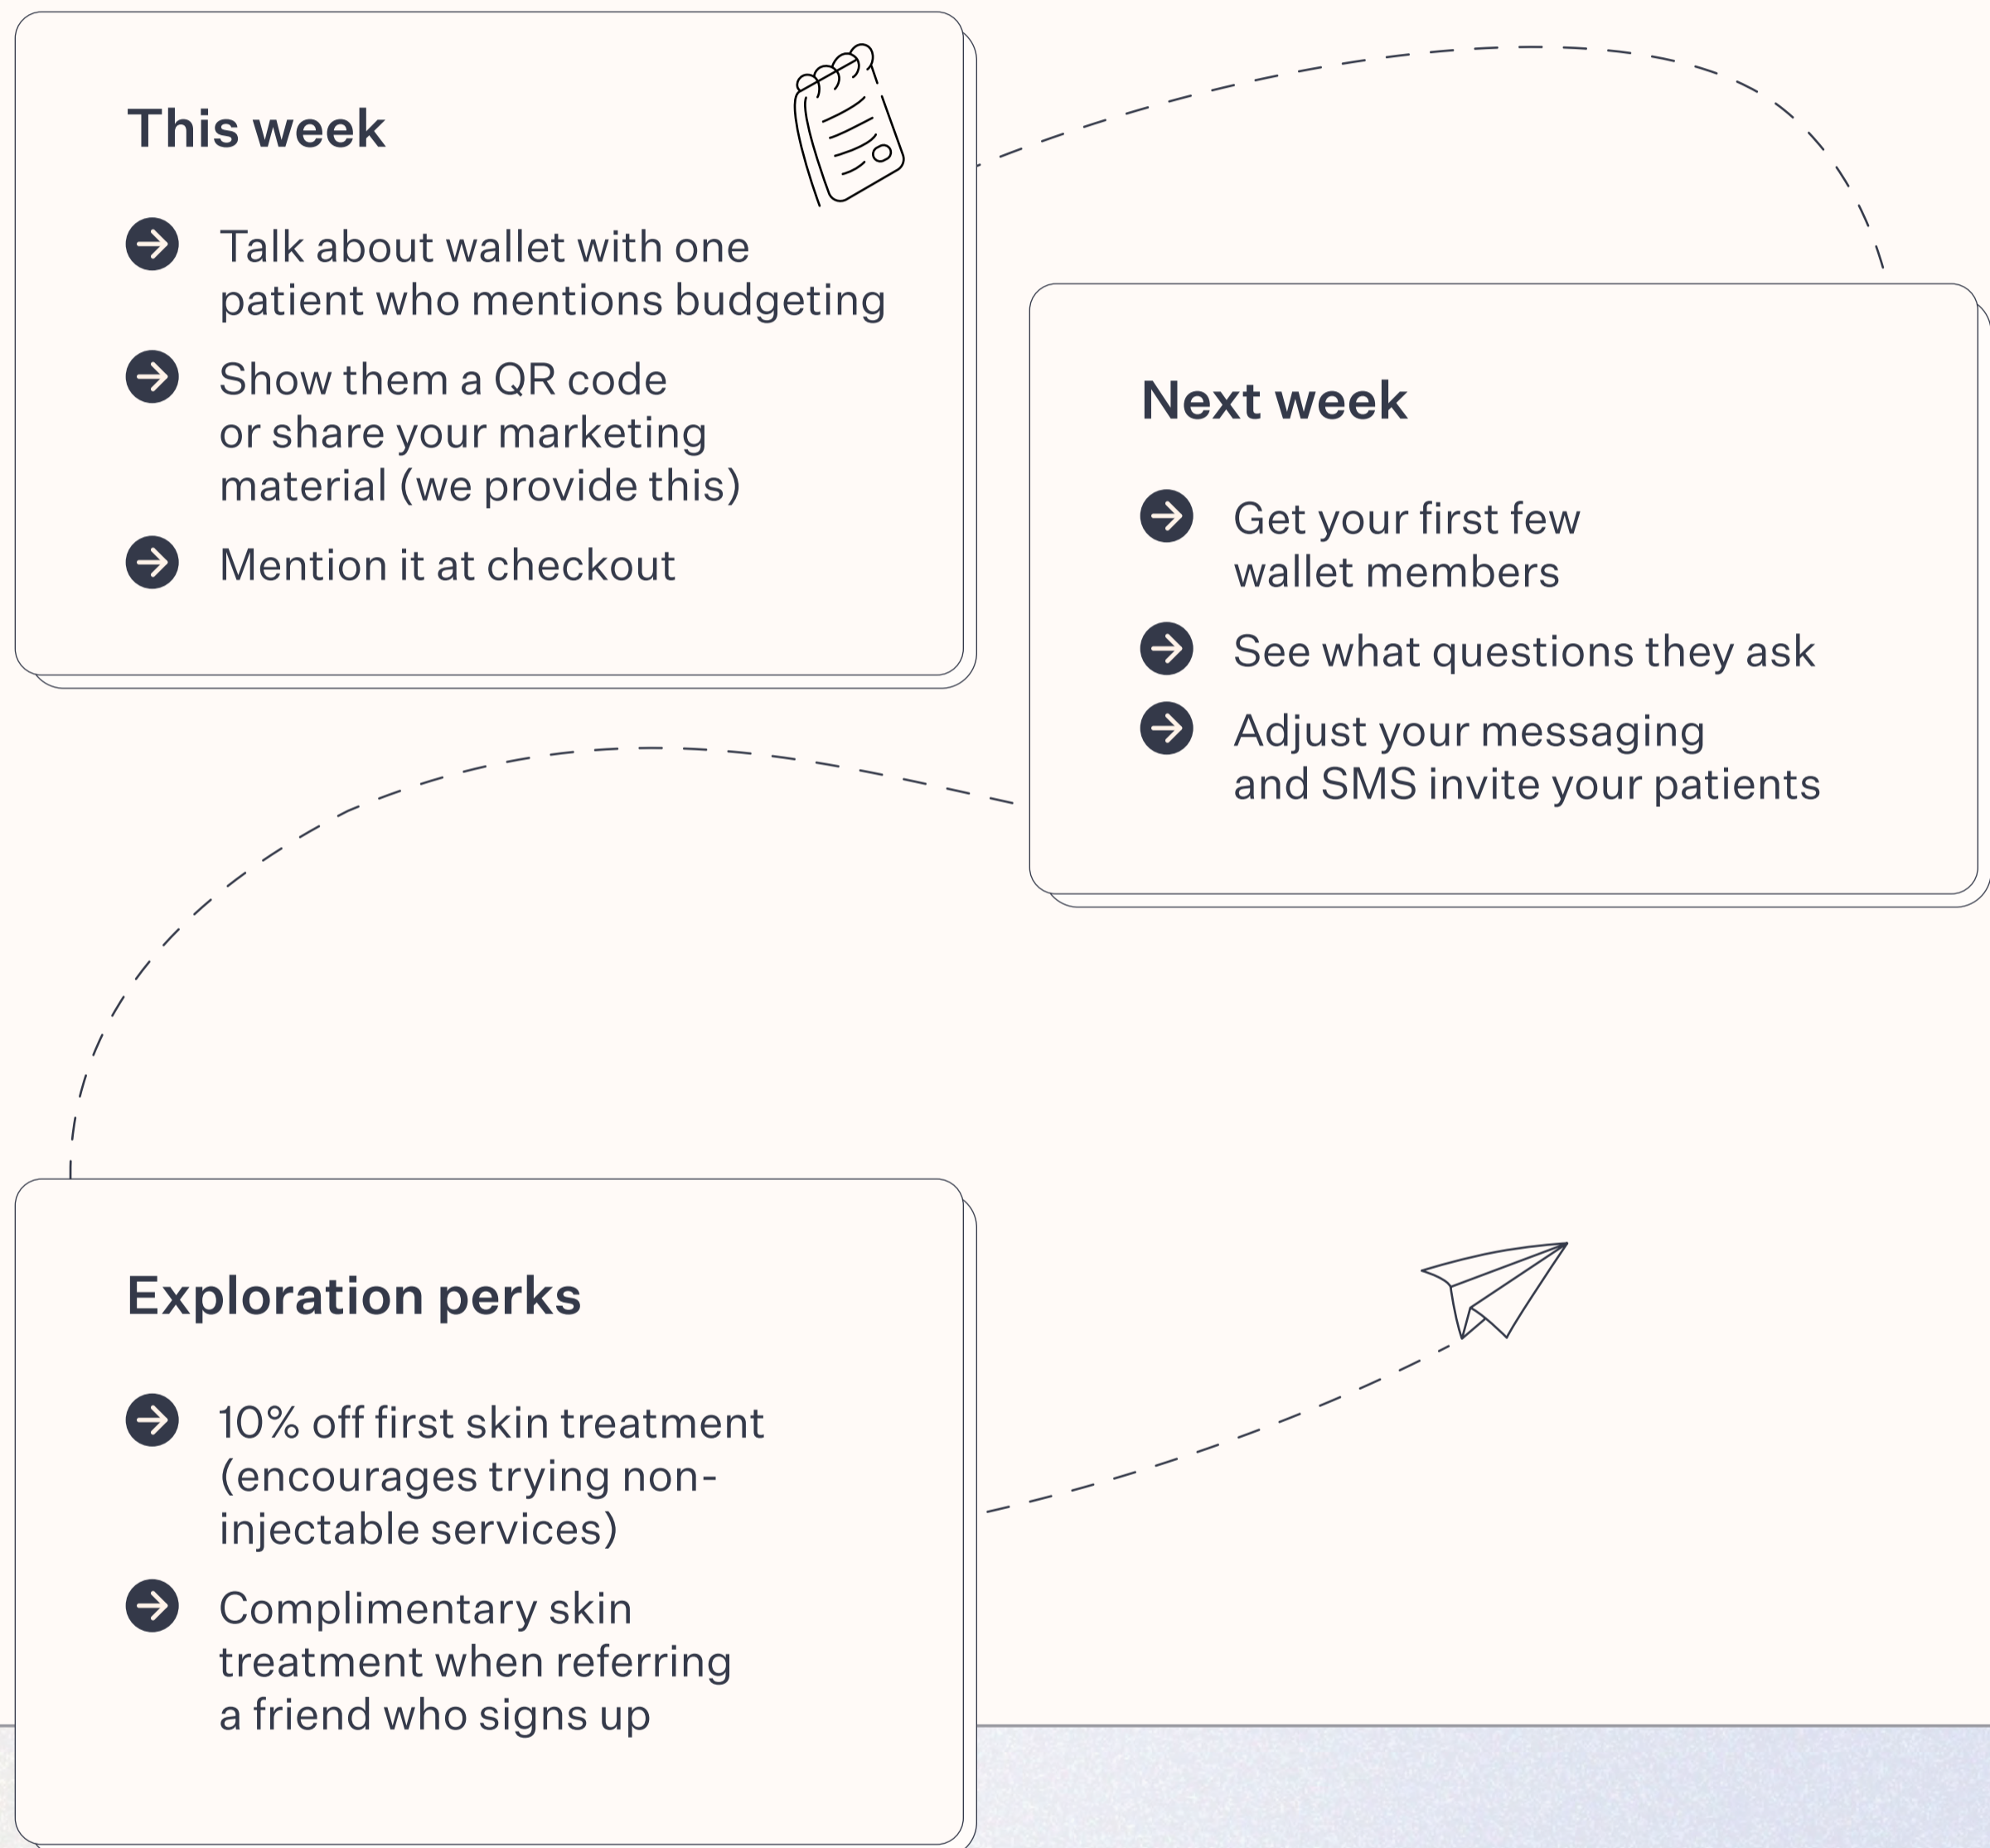 This week
Talk about wallet with one
patient who mentions budgeting
Show them a QR code
or share your marketing
material (we provide this)
Mention it at checkout
Next week
Get your first few
wallet members
See what questions they ask
Adjust your messaging
and SMS invite your patients
Exploration perks
10% off first skin treatment
(encourages trying non-
injectable services)
Complimentary skin
treatment when referring
a friend who signs up